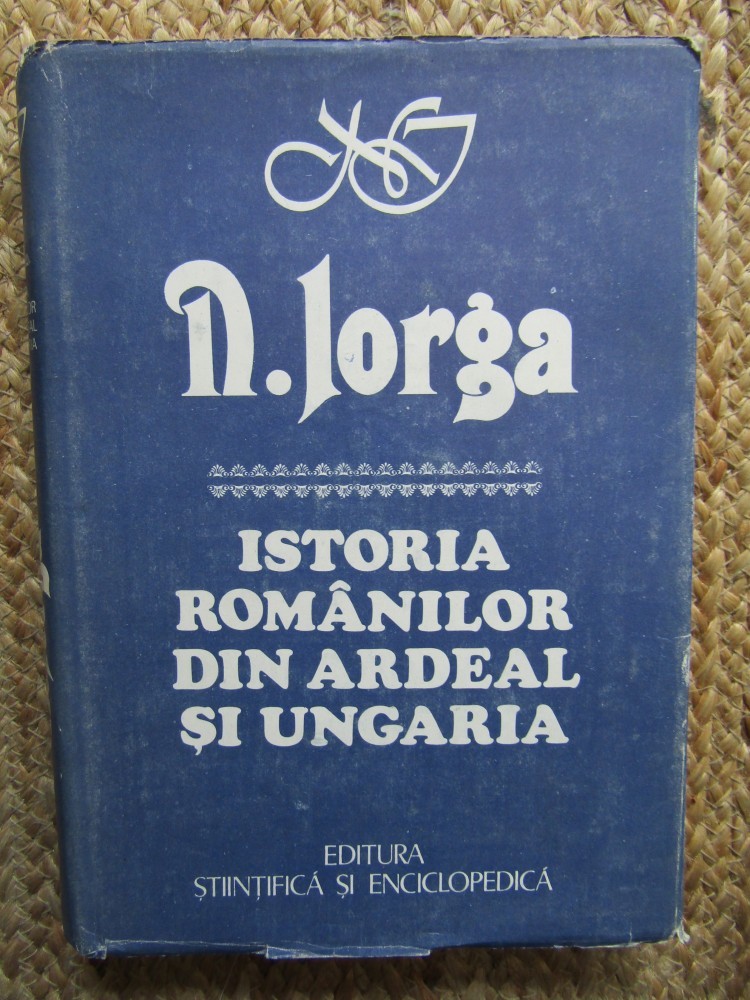 N. Iorga
ISTORIA
ROMÂNILOR
DIN ARDEAL
ȘI UNGARIA
EDITURA
ȘTIINȚIFICĂ ȘI ENCICLOPEDICĂ